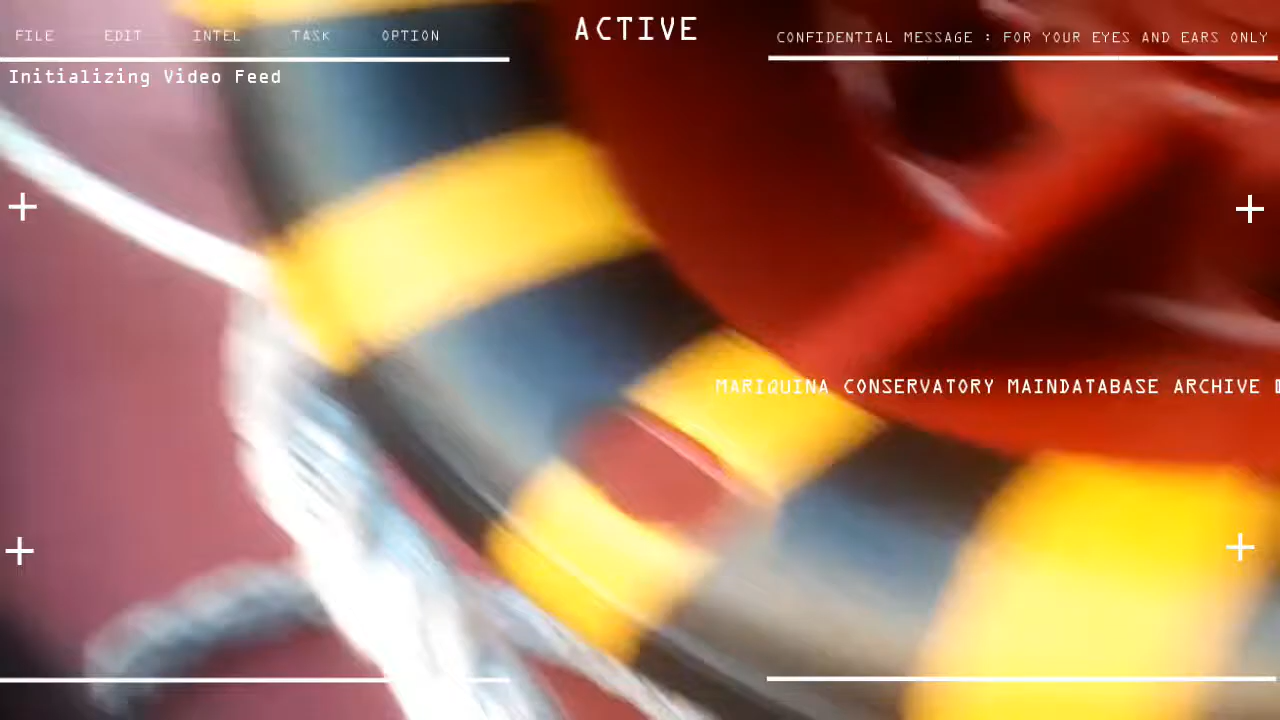 FILE EDIT INTEL TASK OPTION
ACTIVE
CONFIDENTIAL MESSAGE : FOR YOUR EYES AND EARS ONLY
Initializing Video Feed
MARIQUINA CONSERVATORY MAINDATABASE ARCHIVE